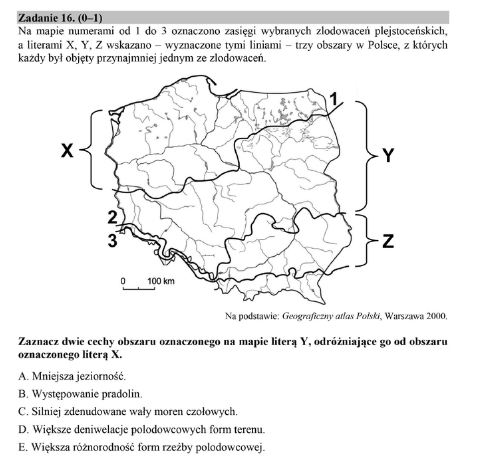 Zadanie 16. (0–1)
Na mapie numerami od 1 do 3 oznaczono zasięgi wybranych zlodowaceń plejstoceńskich,
a literami X, Y, Z wskazano – wyznaczone tymi liniami – trzy obszary w Polsce, z których
każdy był objęty przynajmniej jednym ze zlodowaceń.
1
X
Y
2
3
Z
0 100 km
Na podstawie: Geograficzny atlas Polski, Warszawa 2000.
Zaznacz dwie cechy obszaru oznaczonego na mapie literą Y, odróżniające go od obszaru
oznaczonego literą X.
A. Mniejsza jeziorność.
B. Występowanie pradolin.
C. Silniej zdenudowane wały moren czołowych.
D. Większe deniwelacje polodowcowych form terenu.
E. Większa różnorodność form rzeźby polodowcowej.